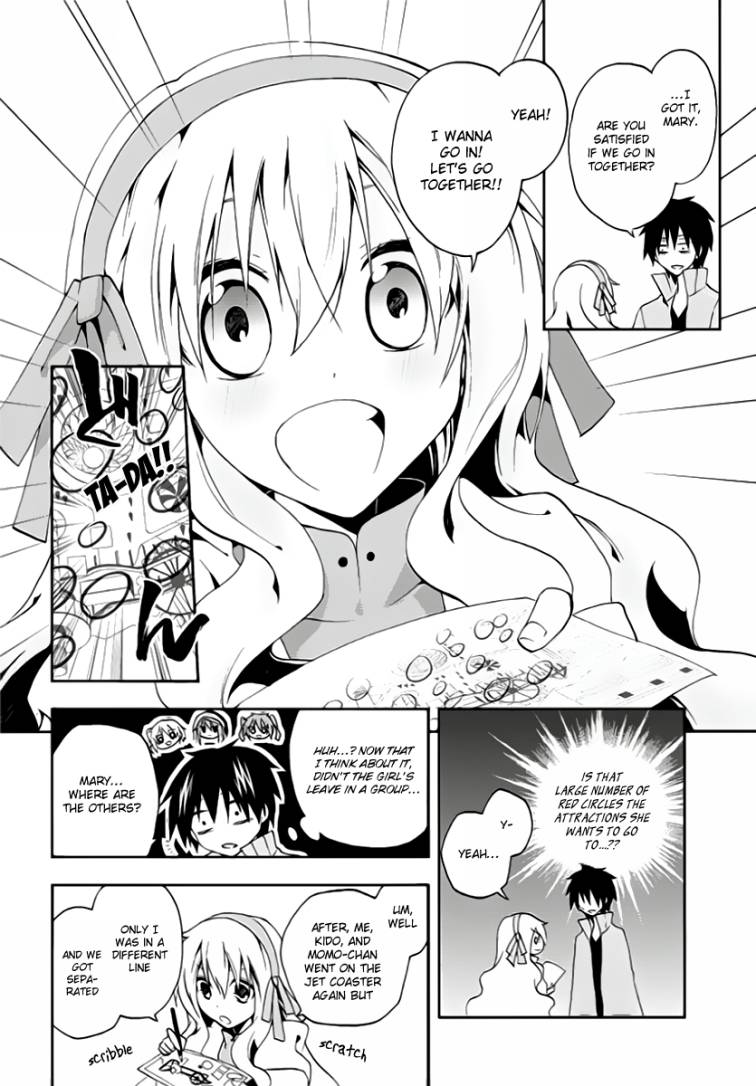 ...I
GOT IT,
MARY.
ARE YOU
SATISFIED
IF WE GO IN
TOGETHER?
YEAH!
I WANNA
GO IN!
LET'S GO
TOGETHER!!
TA-DA!!
IS THAT
LARGE NUMBER OF
RED CIRCLES THE
ATTRACTIONS SHE
WANTS TO GO
TO...??
Y-
YEAH...
HUH...? NOW THAT
I THINK ABOUT IT,
DIDN'T THE GIRL'S
LEAVE IN A GROUP...
MARY...
WHERE ARE
THE OTHERS?
UM,
WELL
AFTER, ME,
KIDO, AND
MOMO-CHAN
WENT ON THE
JET COASTER
AGAIN BUT
ONLY I
WAS IN A
DIFFERENT
LINE
AND WE
GOT
SEPA-
RATED
scribble
scratch